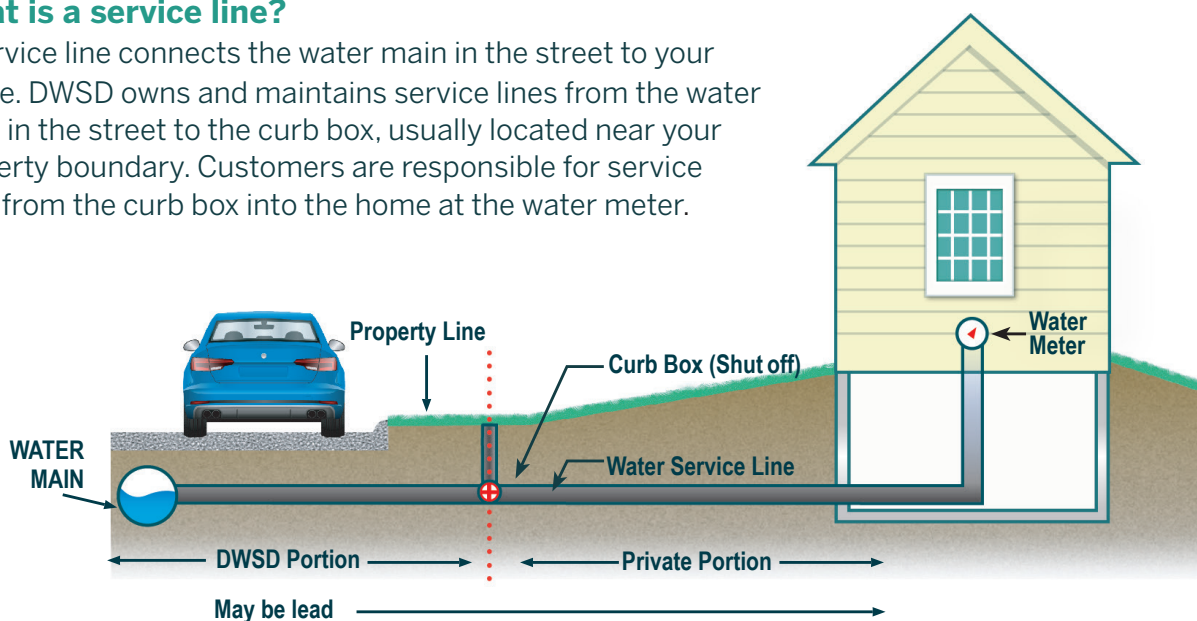 at is a service line?
rvice line connects the water main in the street to your
e. DWSD owns and maintains service lines from the water
in the street to the curb box, usually located near your
erty boundary. Customers are responsible for service
from the curb box into the home at the water meter.
Property Line
Curb Box (Shut off)
Water
Meter
WATER
MAIN
Water Service Line
DWSD Portion
Private Portion
May be lead